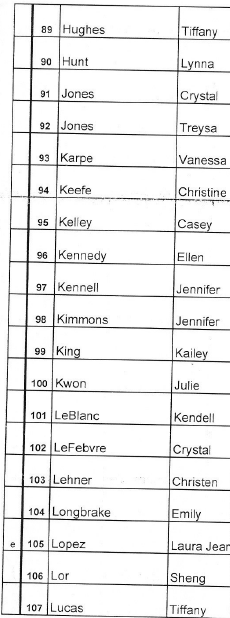 89 Hughes Tiffany
90 Hunt Lynna
91 Jones Crystal
92 Jones Treysa
93 Karpe Vanessa
94 Keefe Christine
95 Kelley Casey
96 Kennedy Ellen
97 Kennell Jennifer
98 Kimmons Jennifer
99 King Kailey
100 Kwon Julie
101 LeBlanc Kendell
102 LeFebvre Crystal
103 Lehner Christen
104 Longbrake Emily
e 105 Lopez Laura Jean
106 Lor Sheng
107 Lucas Tiffany